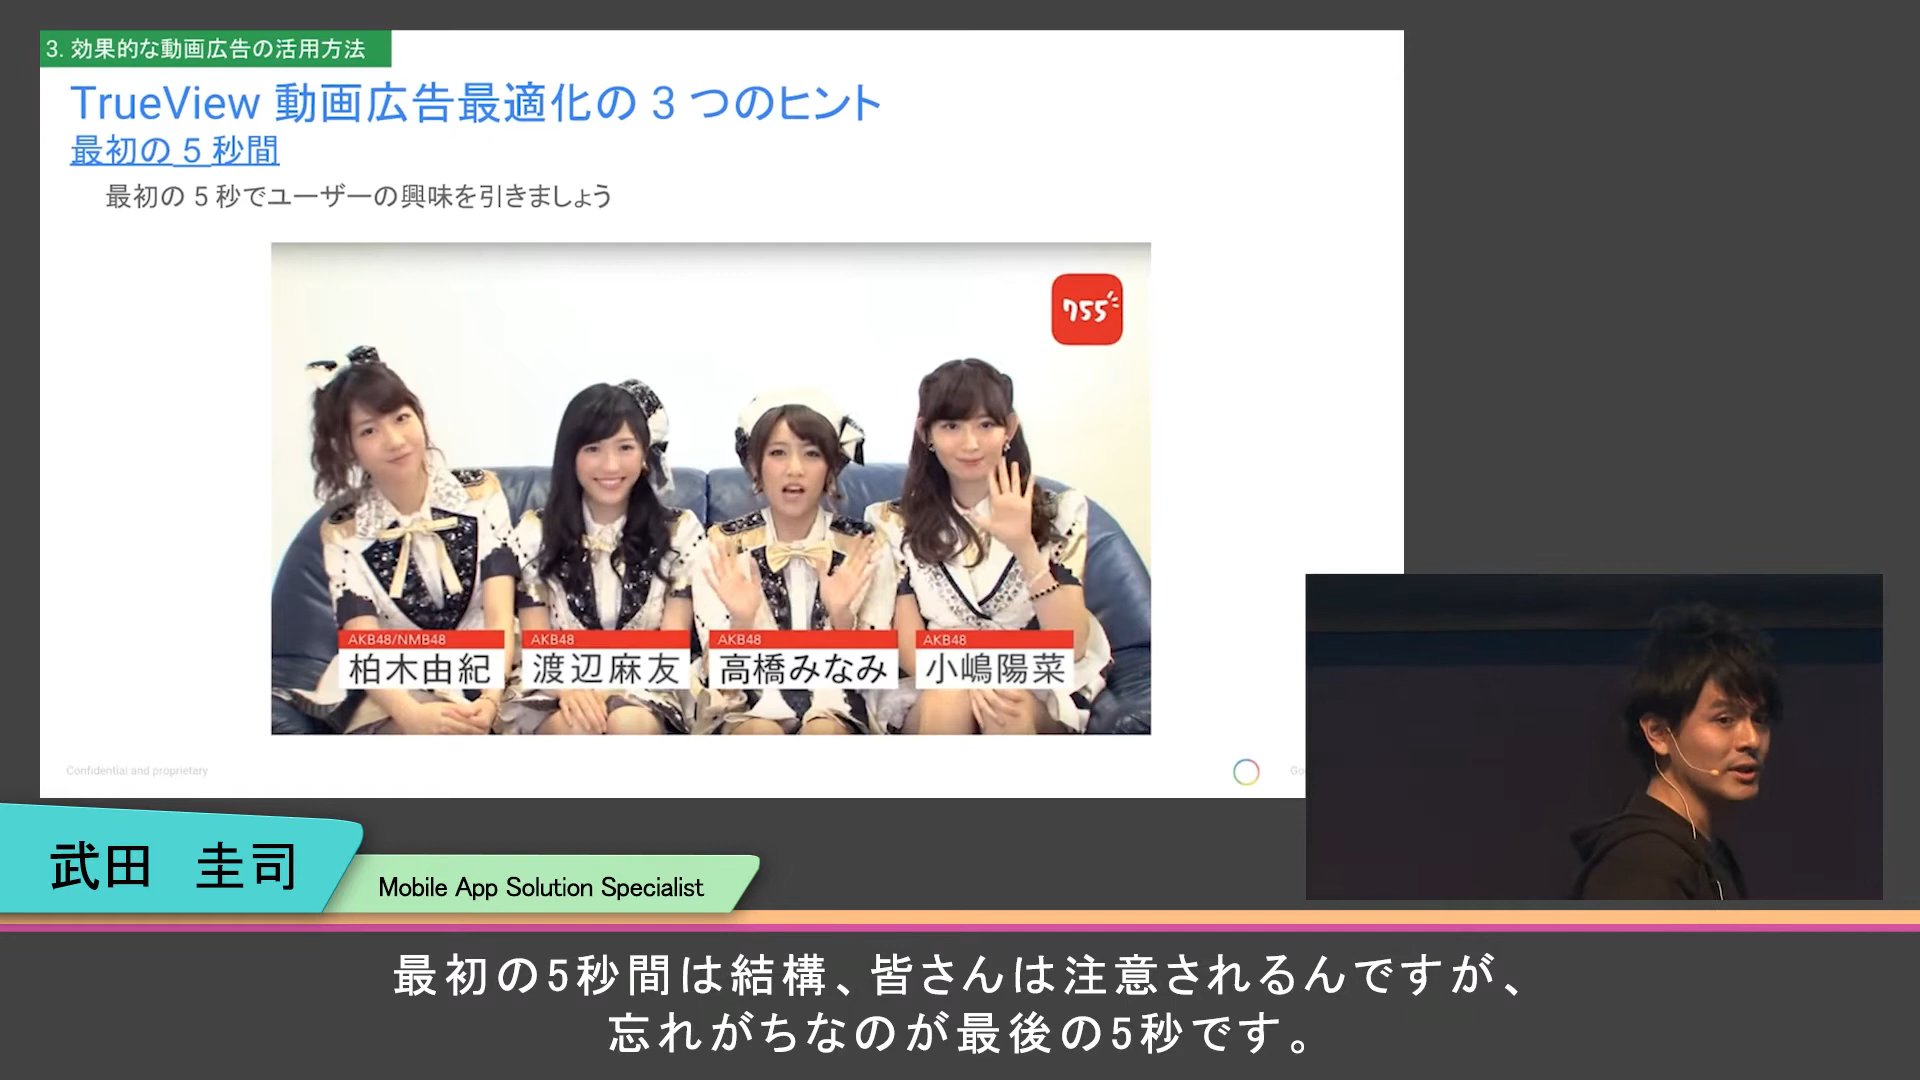 3. 効果的な動画広告の活用方法
TrueView 動画広告最適化の 3 つのヒント
最初の 5 秒間
最初の 5 秒でユーザーの興味を引きましょう
755
AKB48/NMB48
柏木由紀
AKB48
渡辺麻友
AKB48
高橋みなみ
AKB48
小嶋陽菜
Confidential and proprietary
Go
武田 圭司
Mobile App Solution Specialist
最初の5秒間は結構、皆さんは注意されるんですが、
忘れがちなのが最後の5秒です。